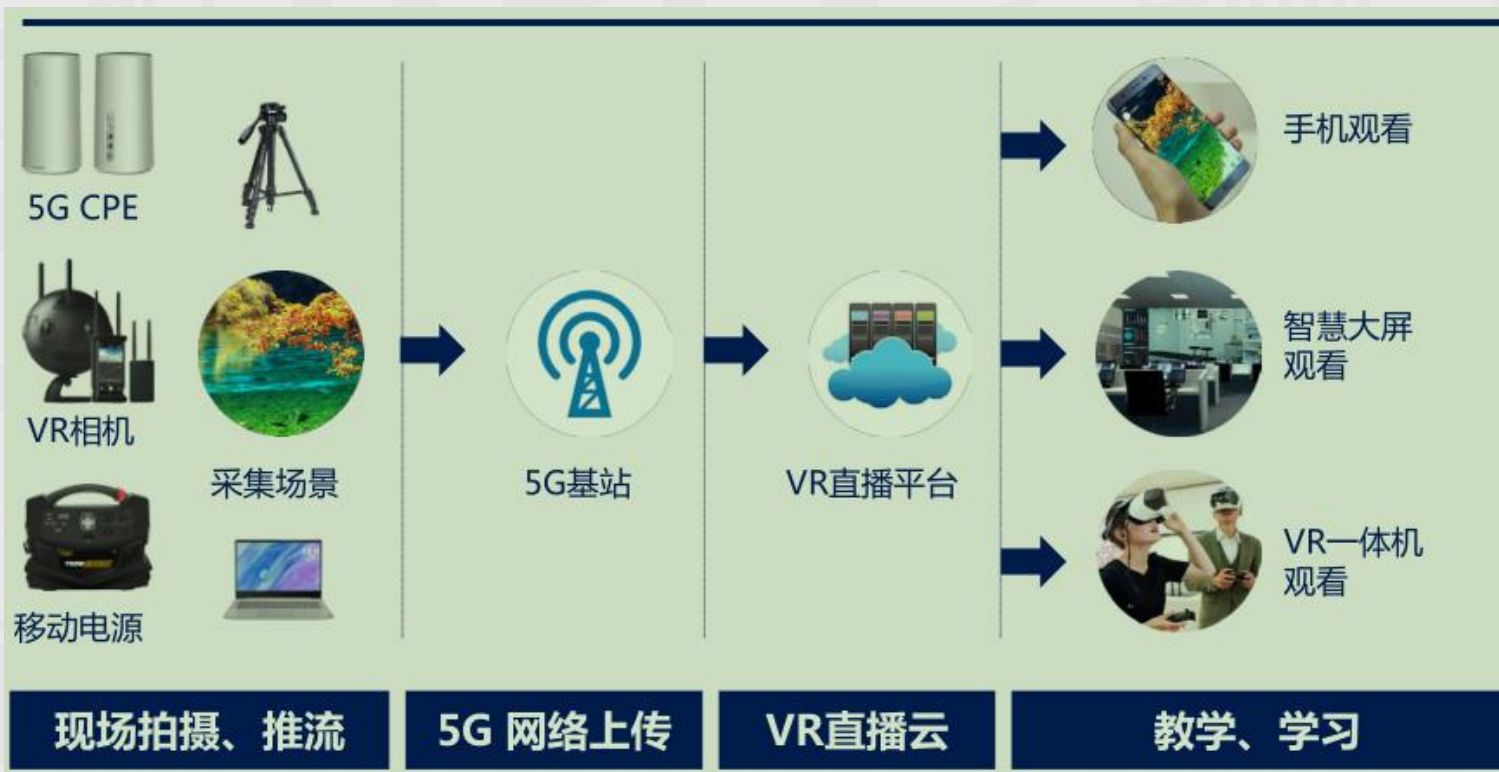 5G CPE
VR相机
移动电源
采集场景
5G基站
VR直播平台
手机观看
智慧大屏
观看
VR一体机
观看
现场拍摄、推流
5G 网络上传
VR直播云
教学、学习